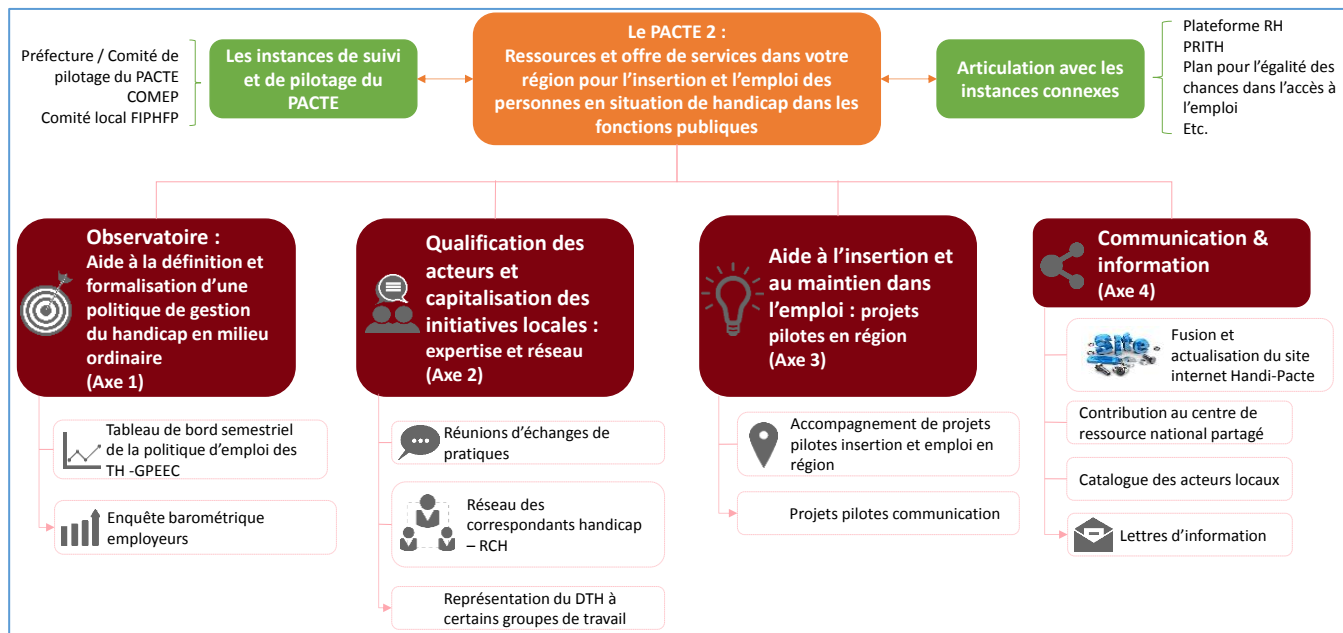 Préfecture / Comité de
pilotage du PACTE
COMEP
Comité local FIPHFP
Les instances de suivi
et de pilotage du
PACTE
Le PACTE 2 :
Ressources et offre de services dans votre
région pour l'insertion et l'emploi des
personnes en situation de handicap dans les
fonctions publiques
Articulation avec les
instances connexes
Plateforme RH
PRITH
Plan pour l'égalité des
chances dans l'accès à
l'emploi
Etc.
Observatoire :
Aide à la définition et
formalisation d'une
politique de gestion
du handicap en milieu
ordinaire
(Axe 1)
Tableau de bord semestriel
de la politique d'emploi des
TH -GPEEC
Enquête barométrique
employeurs
Qualification des
acteurs et
capitalisation des
initiatives locales :
expertise et réseau
(Axe 2)
Réunions d'échanges de
pratiques
Réseau des
correspondants handicap
– RCH
Représentation du DTH à
certains groupes de travail
Aide à l'insertion et
au maintien dans
l'emploi : projets
pilotes en région
(Axe 3)
Accompagnement de projets
pilotes insertion et emploi en
région
Projets pilotes communication
Communication &
information
(Axe 4)
Site
Fusion et
actualisation du site
internet Handi-Pacte
Contribution au centre de
ressource national partagé
Catalogue des acteurs locaux
Lettres d'information